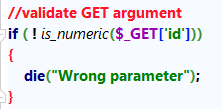 //validate GET argument
if ( ! is_numeric($_GET['id']))
{
    die("Wrong parameter");
}